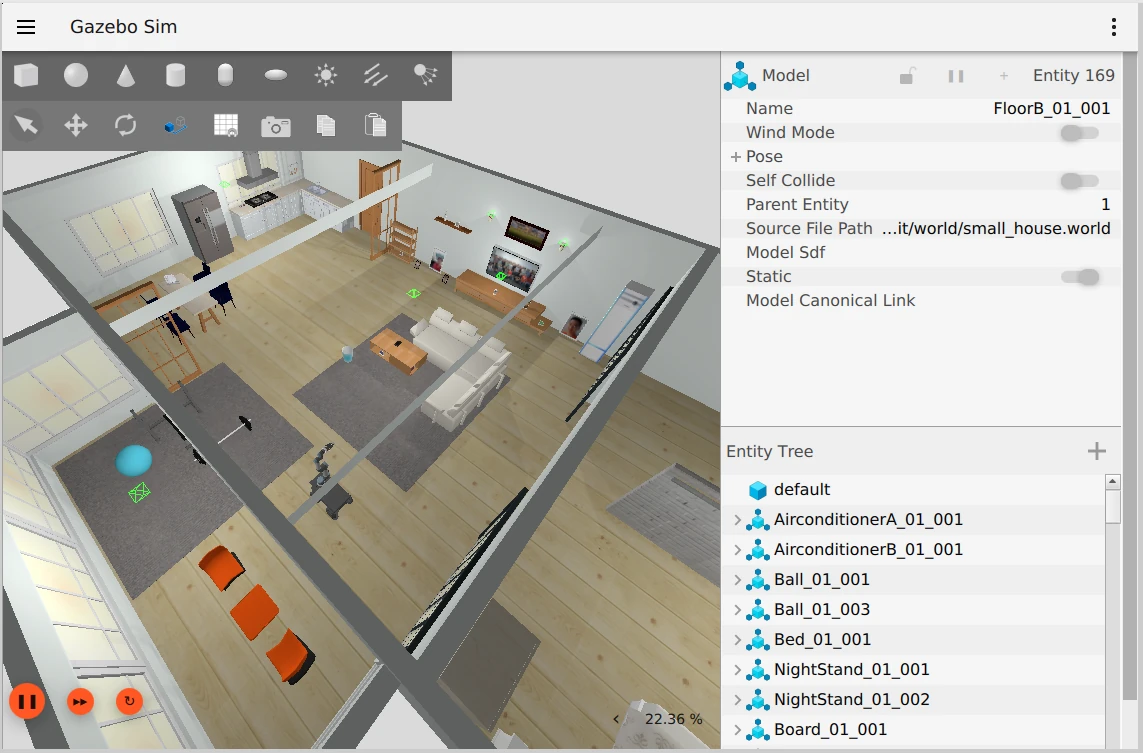 Gazebo Sim
Model
Entity 169
Name FloorB_01_001
Wind Mode
Pose
Self Collide
Parent Entity 1
Source File Path ...it/world/small_house.world
Model Sdf
Static
Model Canonical Link
Entity Tree
default
AirconditionerA_01_001
AirconditionerB_01_001
Ball_01_001
Ball_01_003
Bed_01_001
NightStand_01_001
NightStand_01_002
Board_01_001
22.36 %